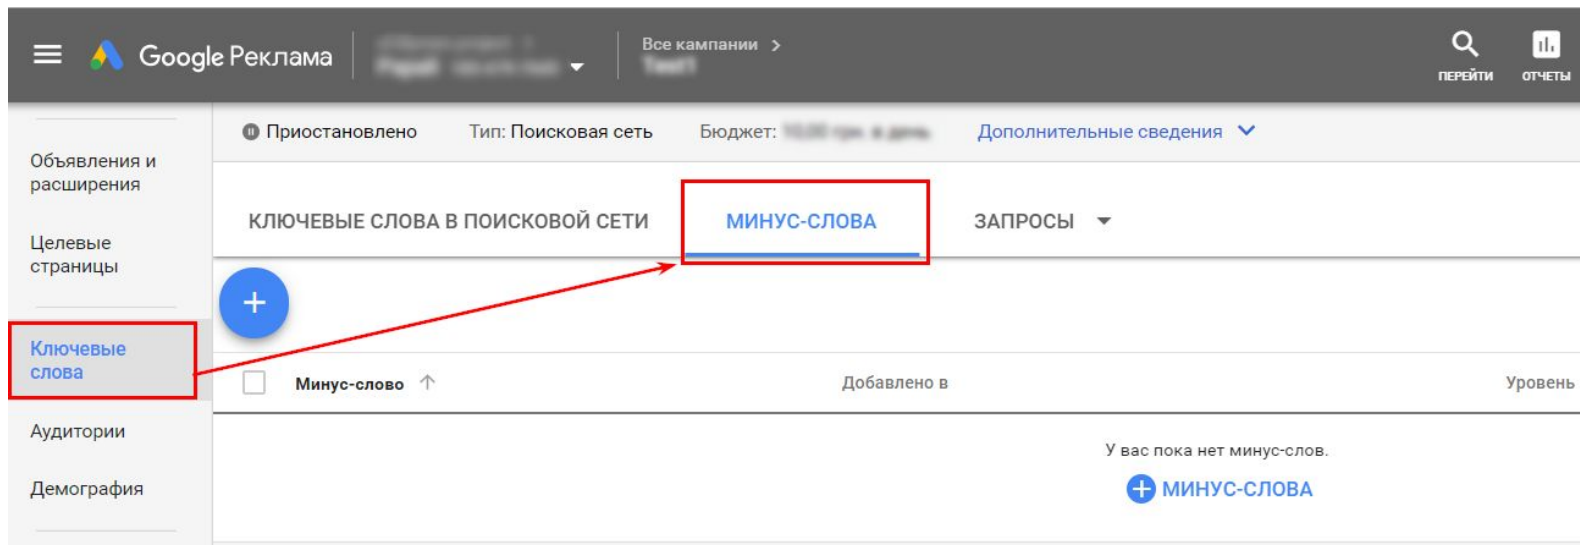 Google Реклама
Все кампании >
ПЕРЕЙТИ
ОТЧЕТЫ
Приостановлено
Тип: Поисковая сеть
Бюджет:
Дополнительные сведения
Объявления и
расширения
Целевые
страницы
Ключевые
слова
Аудитории
Демография
КЛЮЧЕВЫЕ СЛОВА В ПОИСКОВОЙ СЕТИ
МИНУС-СЛОВА
ЗАПРОСЫ
Минус-слово
Добавлено в
Уровень
У вас пока нет минус-слов.
МИНУС-СЛОВА